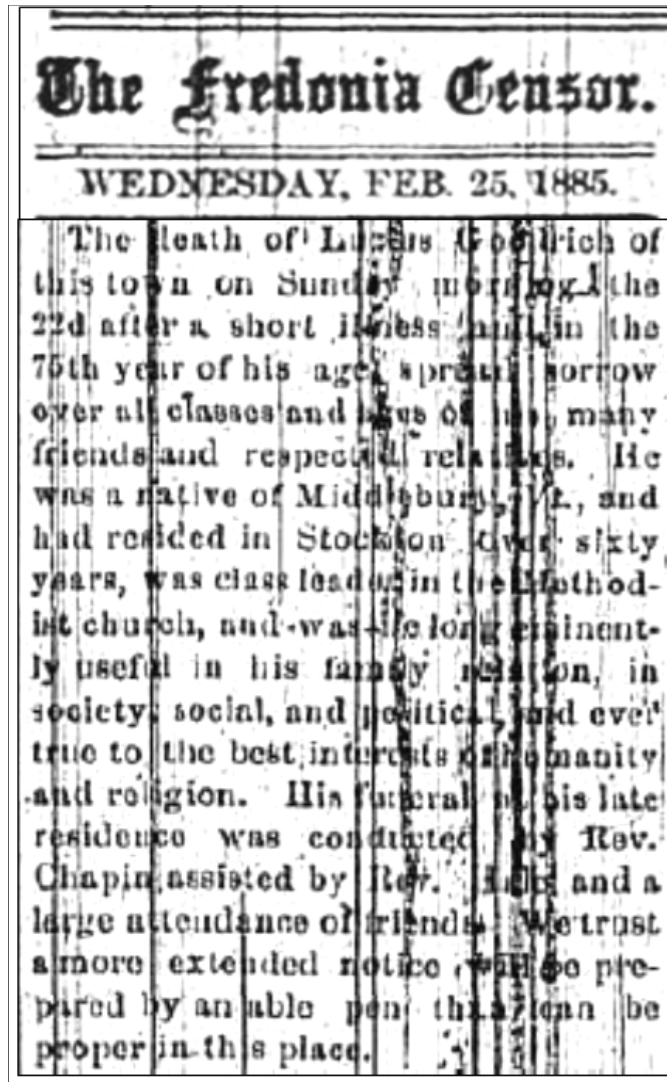 The Fredonia Censor.
WEDNESDAY, FEB. 25, 1885.
The death of Lucius Goodrich of
this town on Sunday morning, the
22d after a short illness and in the
75th year of his age, spread sorrow
over all classes and ages of his many
friends and respected relatives. He
was a native of Middlebury, Vt., and
had resided in Stockton over sixty
years, was class leader in the Method-
ist church, and was life long eminent-
ly useful in his family relation, in
society, social, and political, and ever
true to the best interests of humanity
and religion. His funeral at his late
residence was conducted by Rev.
Chapin assisted by Rev. and a
large attendance of friends. We trust
a more extended notice will be pre-
pared by an able pen than can be
proper in this place.